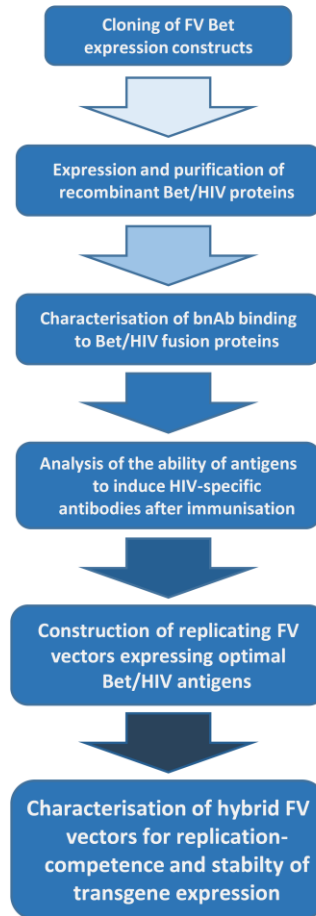 Cloning of FV Bet
expression constructs
Expression and purification of
recombinant Bet/HIV proteins
Characterisation of bnAb binding
to Bet/HIV fusion proteins
Analysis of the ability of antigens
to induce HIV-specific
antibodies after immunisation
Construction of replicating FV
vectors expressing optimal
Bet/HIV antigens
Characterisation of hybrid FV
vectors for replication-
competence and stabilty of
transgene expression